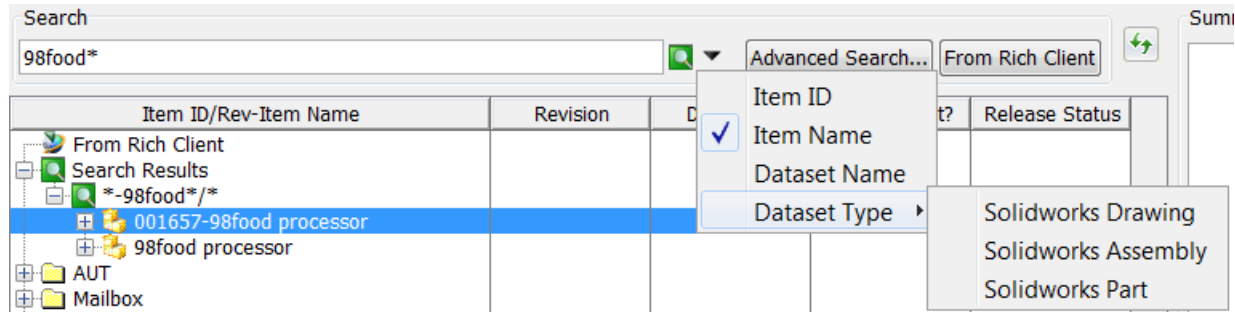 Search
Summ
98food*
Advanced Search...
From Rich Client
Item ID/Rev-Item Name
Revision
D
t?
Release Status
Item ID
Item Name
Dataset Name
Dataset Type
Solidworks Drawing
Solidworks Assembly
Solidworks Part
From Rich Client
Search Results
*-98food*/*
001657-98food processor
98food processor
AUT
Mailbox